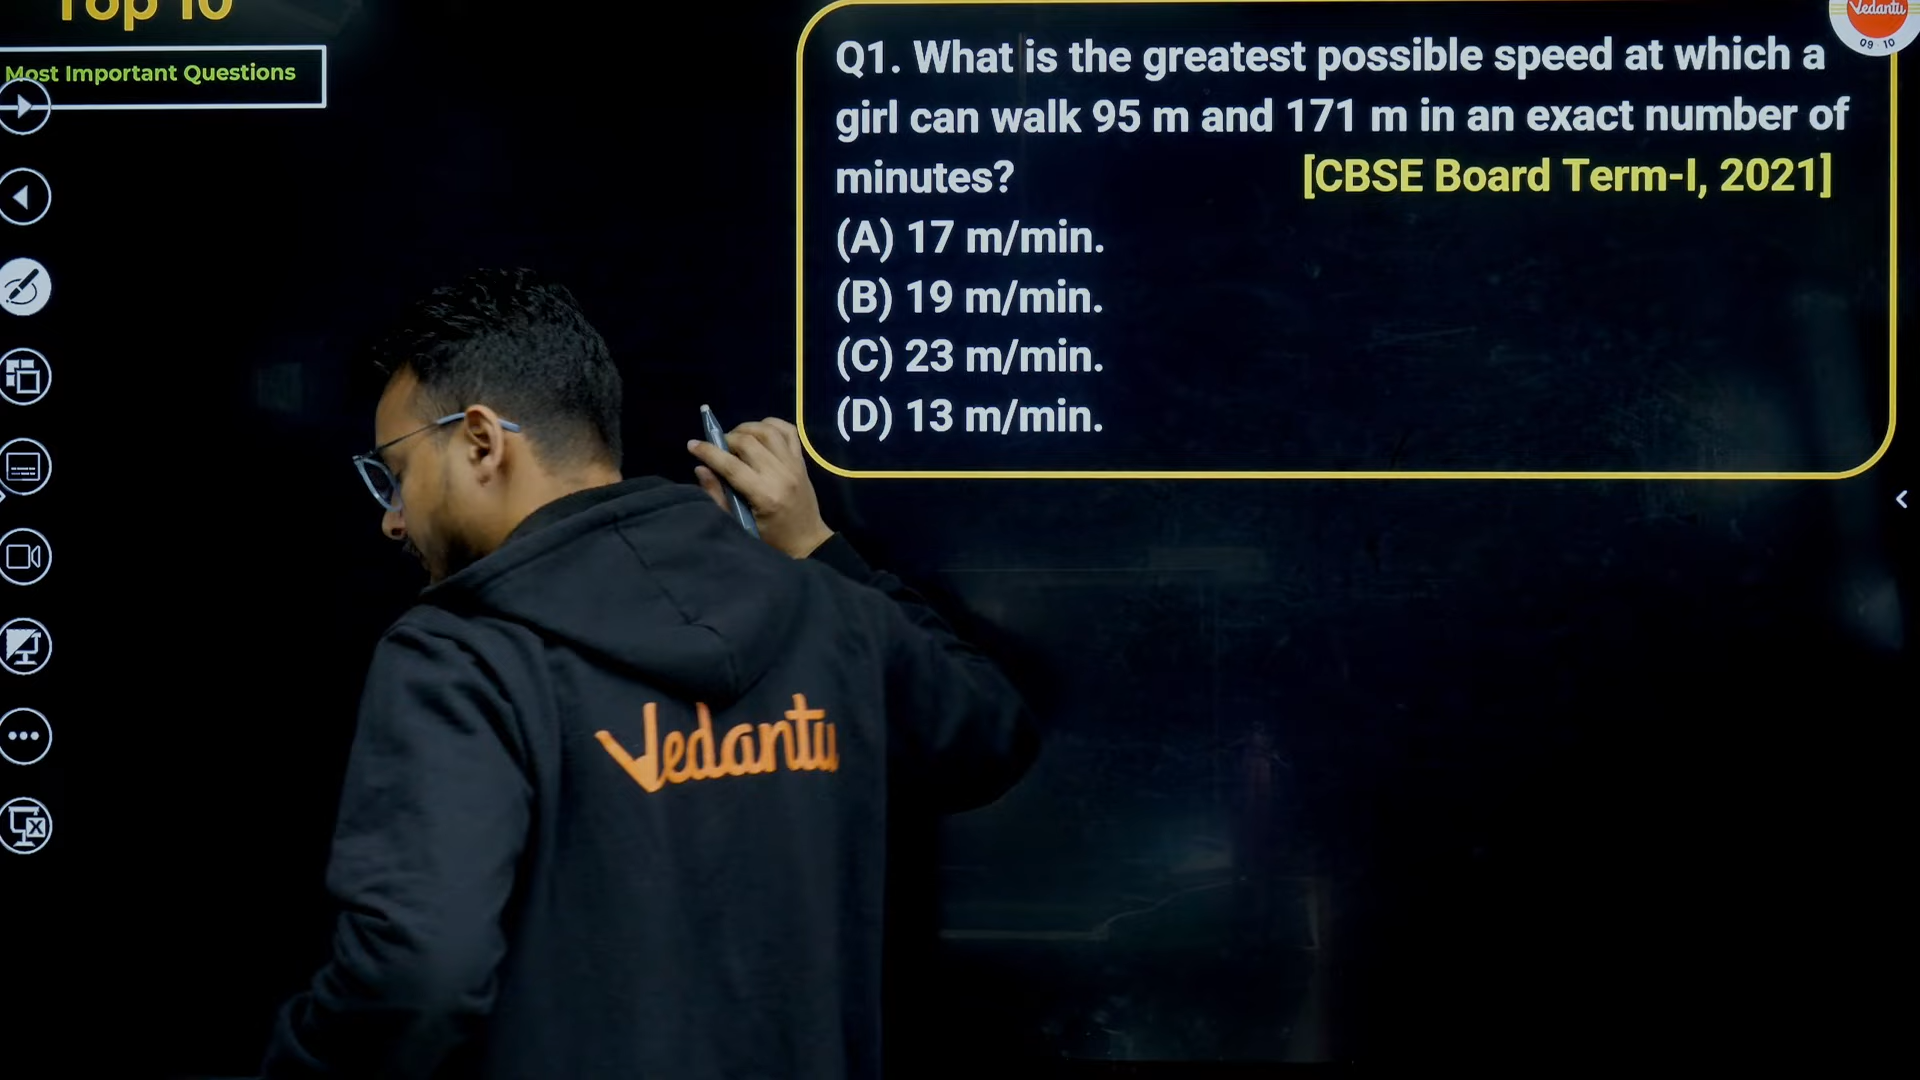 Top 10
Most Important Questions
Vedantu
09 - 10
Q1. What is the greatest possible speed at which a
girl can walk 95 m and 171 m in an exact number of
minutes? [CBSE Board Term-I, 2021]
(A) 17 m/min.
(B) 19 m/min.
(C) 23 m/min.
(D) 13 m/min.
Vedantu